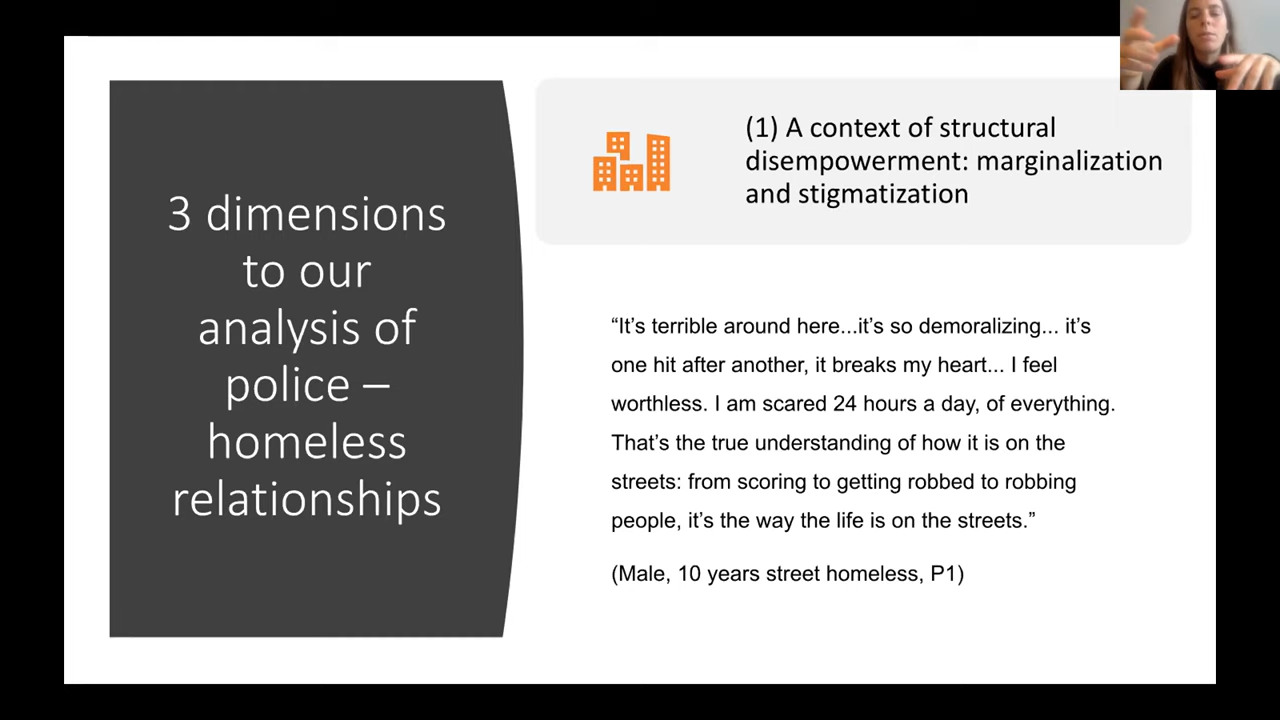 3 dimensions
to our
analysis of
police –
homeless
relationships
(1) A context of structural
disempowerment: marginalization
and stigmatization
“It’s terrible around here...it’s so demoralizing... it’s
one hit after another, it breaks my heart... I feel
worthless. I am scared 24 hours a day, of everything.
That’s the true understanding of how it is on the
streets: from scoring to getting robbed to robbing
people, it’s the way the life is on the streets.”
(Male, 10 years street homeless, P1)